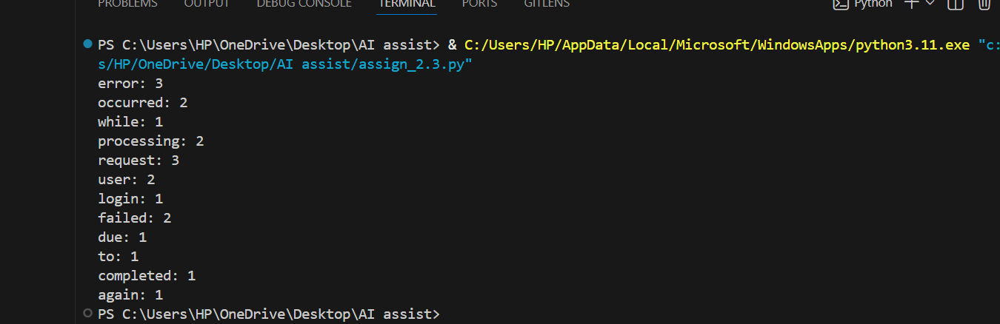 PROBLEMS OUTPUT DEBUG CONSOLE TERMINAL PORTS GITLENS Python
PS C:\Users\HP\OneDrive\Desktop\AI assist> & C:/Users/HP/AppData/Local/Microsoft/WindowsApps/python3.11.exe "c:
s/HP/OneDrive/Desktop/AI assist/assign_2.3.py"
error: 3
occurred: 2
while: 1
processing: 2
request: 3
user: 2
login: 1
failed: 2
due: 1
to: 1
completed: 1
again: 1
PS C:\Users\HP\OneDrive\Desktop\AI assist>